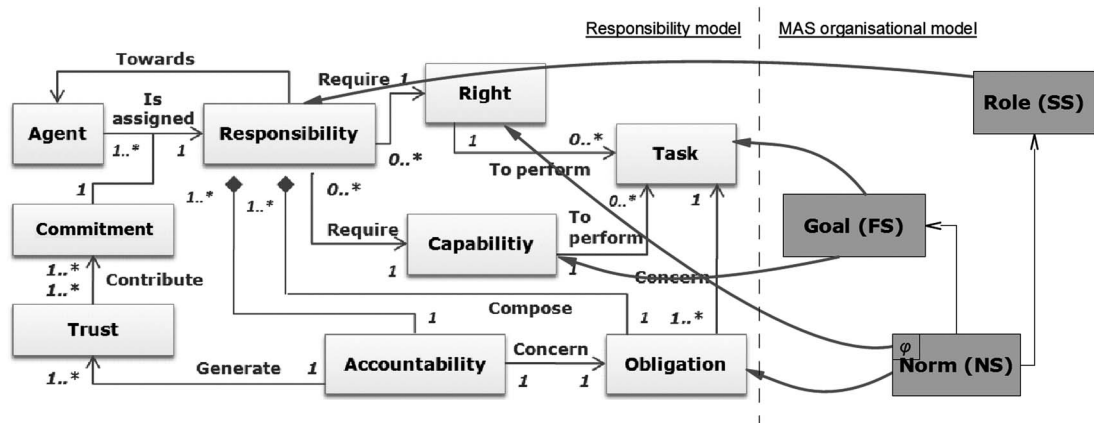 Responsibility model
MAS organisational model
Towards
Require
1
Right
Role (SS)
Is
assigned
Agent
Responsibility
1..*
1
0..*
1
0..*
To perform
Task
1
1..*
1..*
0..*
0..*
1
Commitment
Require
Capabilitiy
To
perform
Goal (FS)
1
1
Concern
1..*
1..*
Contribute
Compose
Trust
1
1
1..*
Accountability
Concern
Obligation
φ
Norm (NS)
1..*
Generate
1
1
1